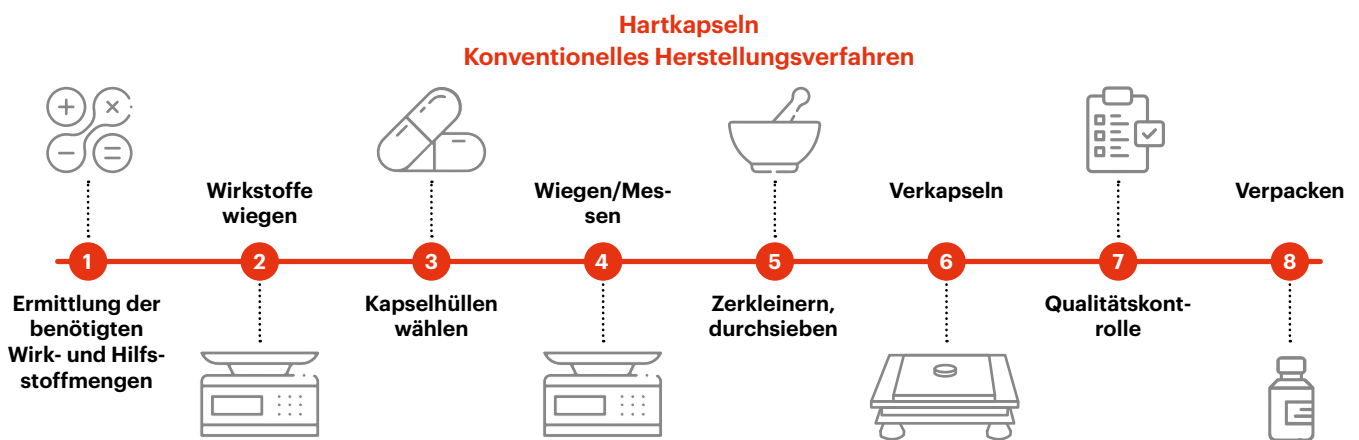 Hartkapseln
Konventionelles Herstellungsverfahren
1
Ermittlung der
benötigten
Wirk- und Hilfs-
stoffmengen
Wirkstoffe
wiegen
2
3
Kapselhüllen
wählen
Wiegen/Mes-
sen
4
5
Zerkleinern,
durchsieben
Verkapseln
6
7
Qualitätskont-
rolle
Verpacken
8